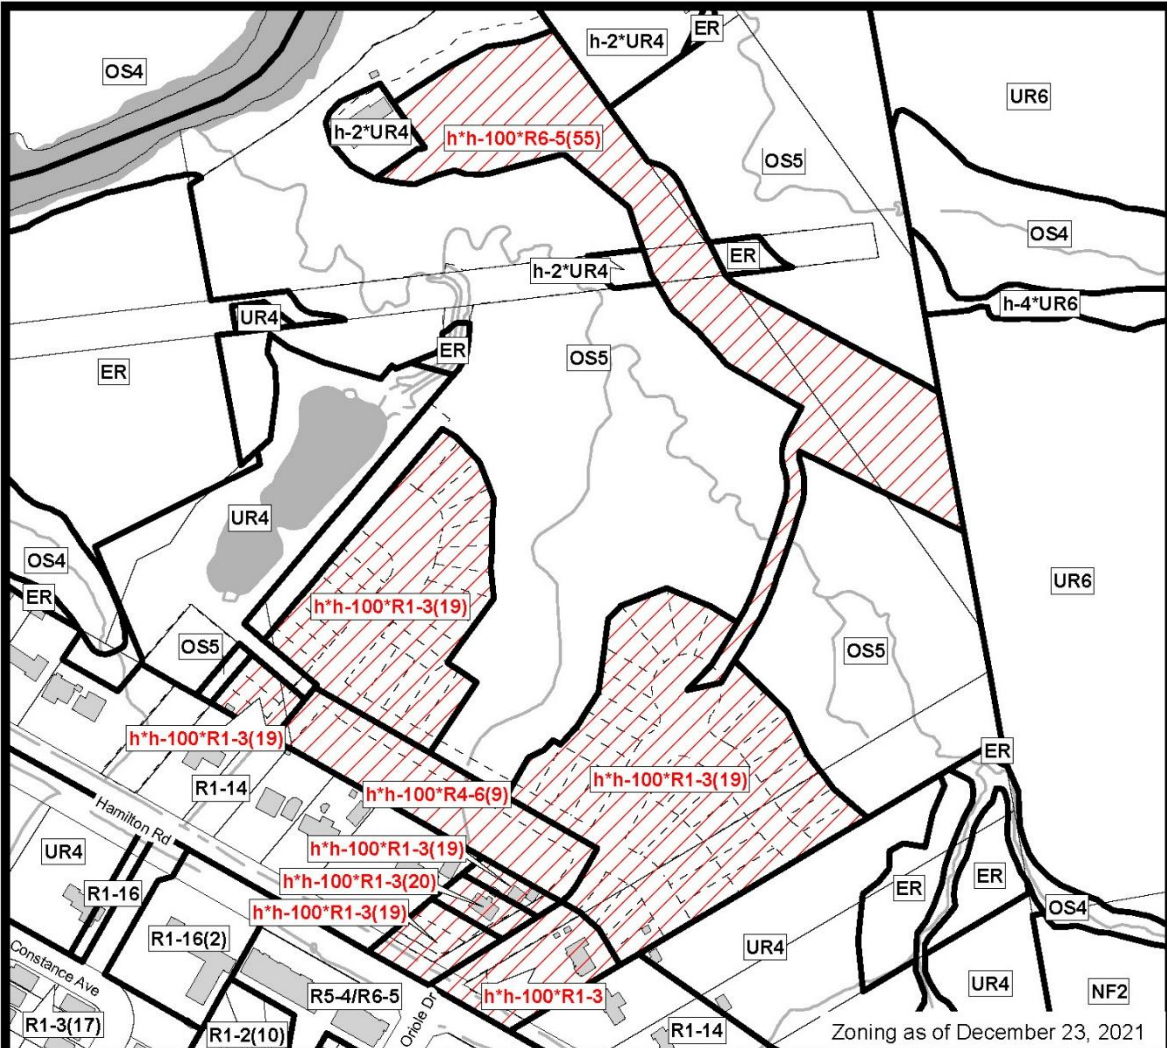 ER
h-2*UR4
OS4
UR6
h-2*UR4
h*h-100*R6-5(55)
OS5
OS4
ER
h-2*UR4
h-4*UR6
UR4
ER
OS5
ER
UR4
OS4
UR6
ER
h*h-100*R1-3(19)
OS5
OS5
h*h-100*R1-3(19)
ER
h*h-100*R1-3(19)
R1-14
h*h-100*R4-6(9)
Hamilton Rd
h*h-100*R1-3(19)
UR4
h*h-100*R1-3(20)
R1-16
ER
ER
OS4
h*h-100*R1-3(19)
R1-16(2)
UR4
Constance Ave
R5-4/R6-5
h*h-100*R1-3
UR4
NF2
Oriole Dr
R1-3(17)
R1-2(10)
R1-14
Zoning as of December 23, 2021